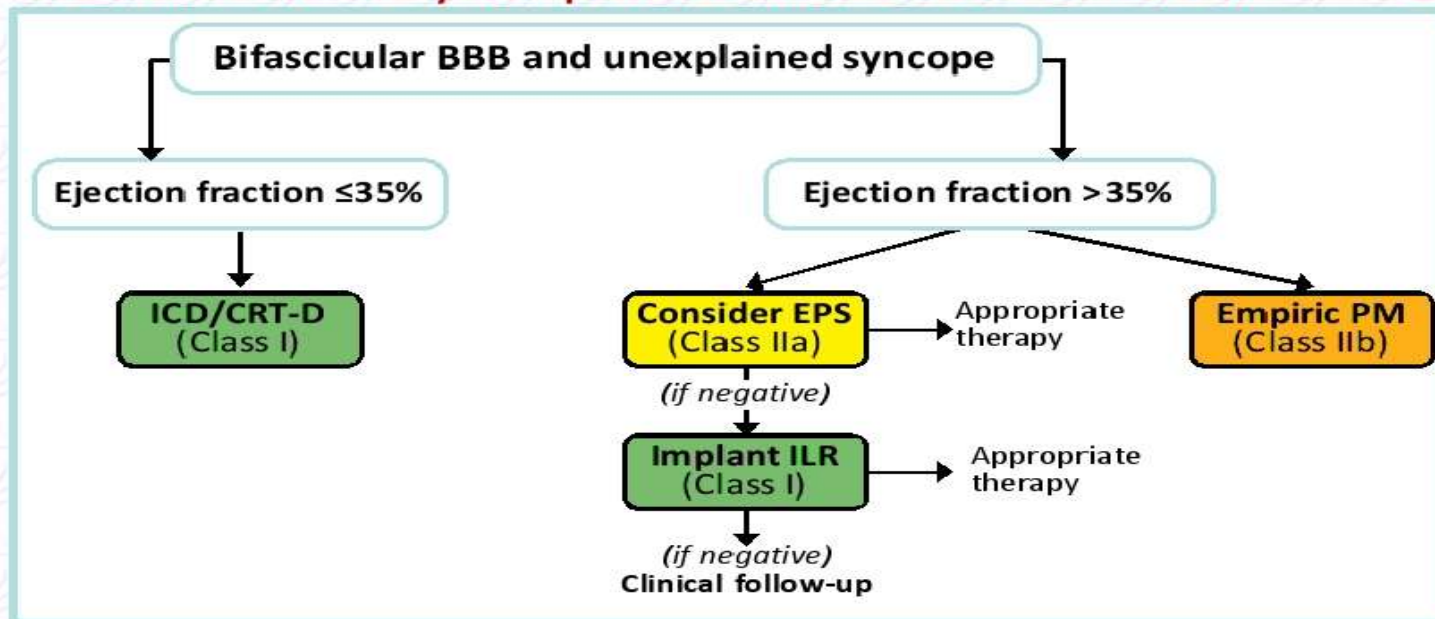 Bifascicular BBB and unexplained syncope
Ejection fraction ≤35%
Ejection fraction >35%
ICD/CRT-D
(Class I)
Consider EPS
(Class IIa)
Appropriate
therapy
Empiric PM
(Class IIb)
(if negative)
Implant ILR
(Class I)
Appropriate
therapy
(if negative)
Clinical follow-up